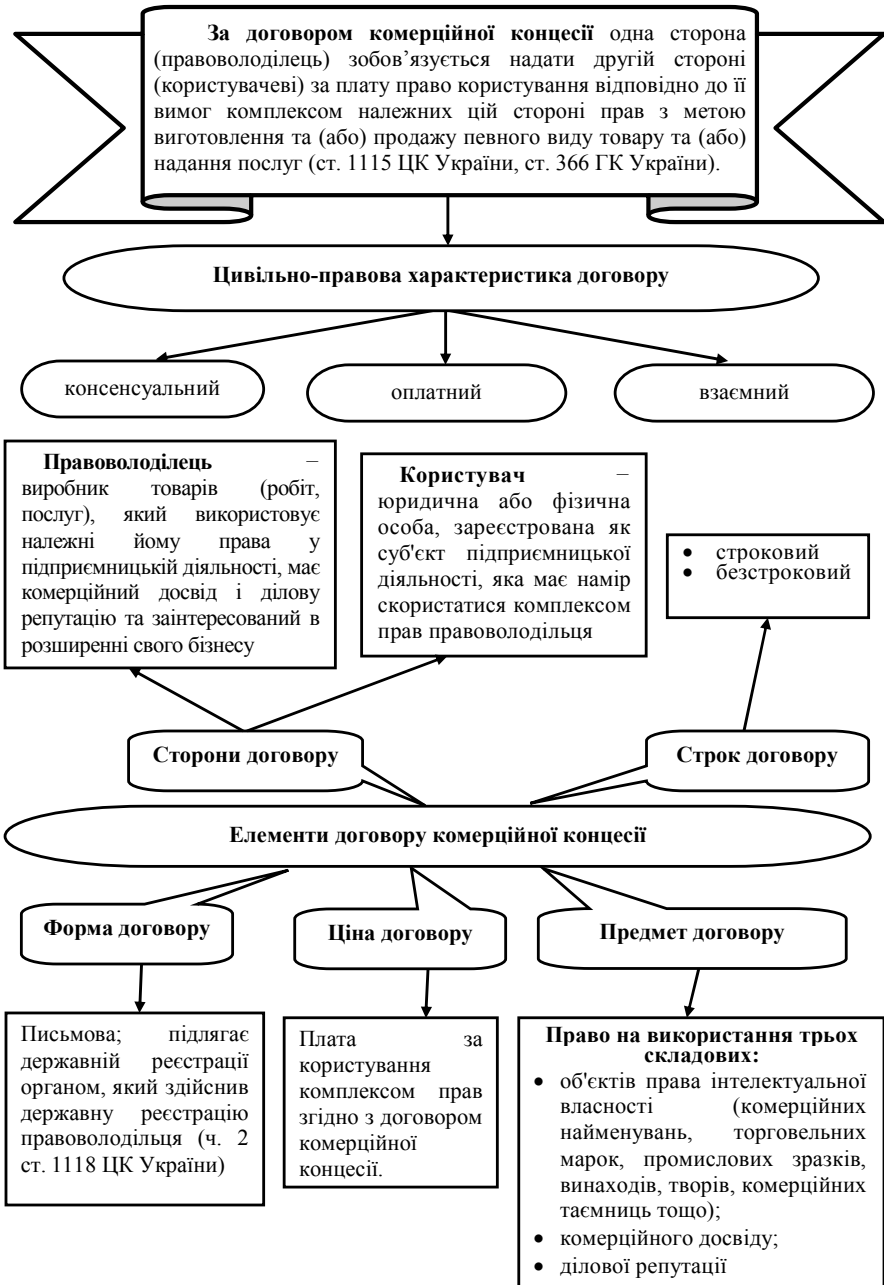 За договором комерційної концесії одна сторона
(правоволоділець) зобов’язується надати другій стороні
(користувачеві) за плату право користування відповідно до її
вимог комплексом належних цій стороні прав з метою
виготовлення та (або) продажу певного виду товару та (або)
надання послуг (ст. 1115 ЦК України, ст. 366 ГК України).
Цивільно-правова характеристика договору
консенсуальний
оплатний
взаємний
Правоволоділець –
виробник товарів (робіт,
послуг), який використовує
належні йому права у
підприємницькій діяльності, має
комерційний досвід і ділову
репутацію та заінтересований в
розширенні свого бізнесу
Користувач –
юридична або фізична
особа, зареєстрована як
суб'єкт підприємницької
діяльності, яка має намір
скористатися комплексом
прав правоволодільця
• строковий
• безстроковий
Сторони договору
Строк договору
Елементи договору комерційної концесії
Форма договору
Ціна договору
Предмет договору
Письмова; підлягає
державній реєстрації
органом, який здійснив
державну реєстрацію
правоволодільця (ч. 2
ст. 1118 ЦК України)
Плата за
користування
комплексом прав
згідно з договором
комерційної
концесії.
Право на використання трьох
складових:
• об'єктів права інтелектуальної
власності (комерційних
найменувань, торговельних
марок, промислових зразків,
винаходів, творів, комерційних
таємниць тощо);
• комерційного досвіду;
• ділової репутації